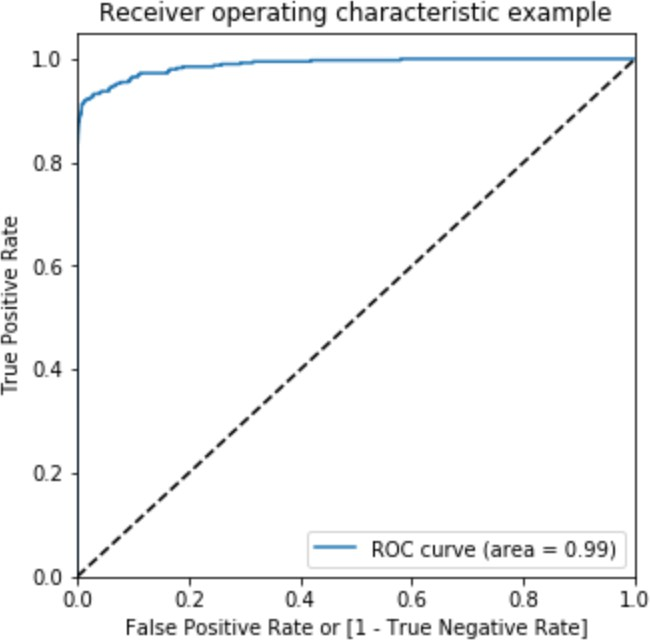 Receiver operating characteristic example
1.0
0.8
0.6
0.4
0.2
0.0
True Positive Rate
ROC curve (area = 0.99)
0.0 0.2 0.4 0.6 0.8 1.0
False Positive Rate or [1 - True Negative Rate]